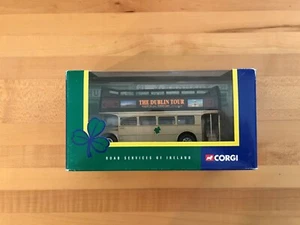 THE DUBLIN TOUR
ROAD SERVICES OF IRELAND
CORGI